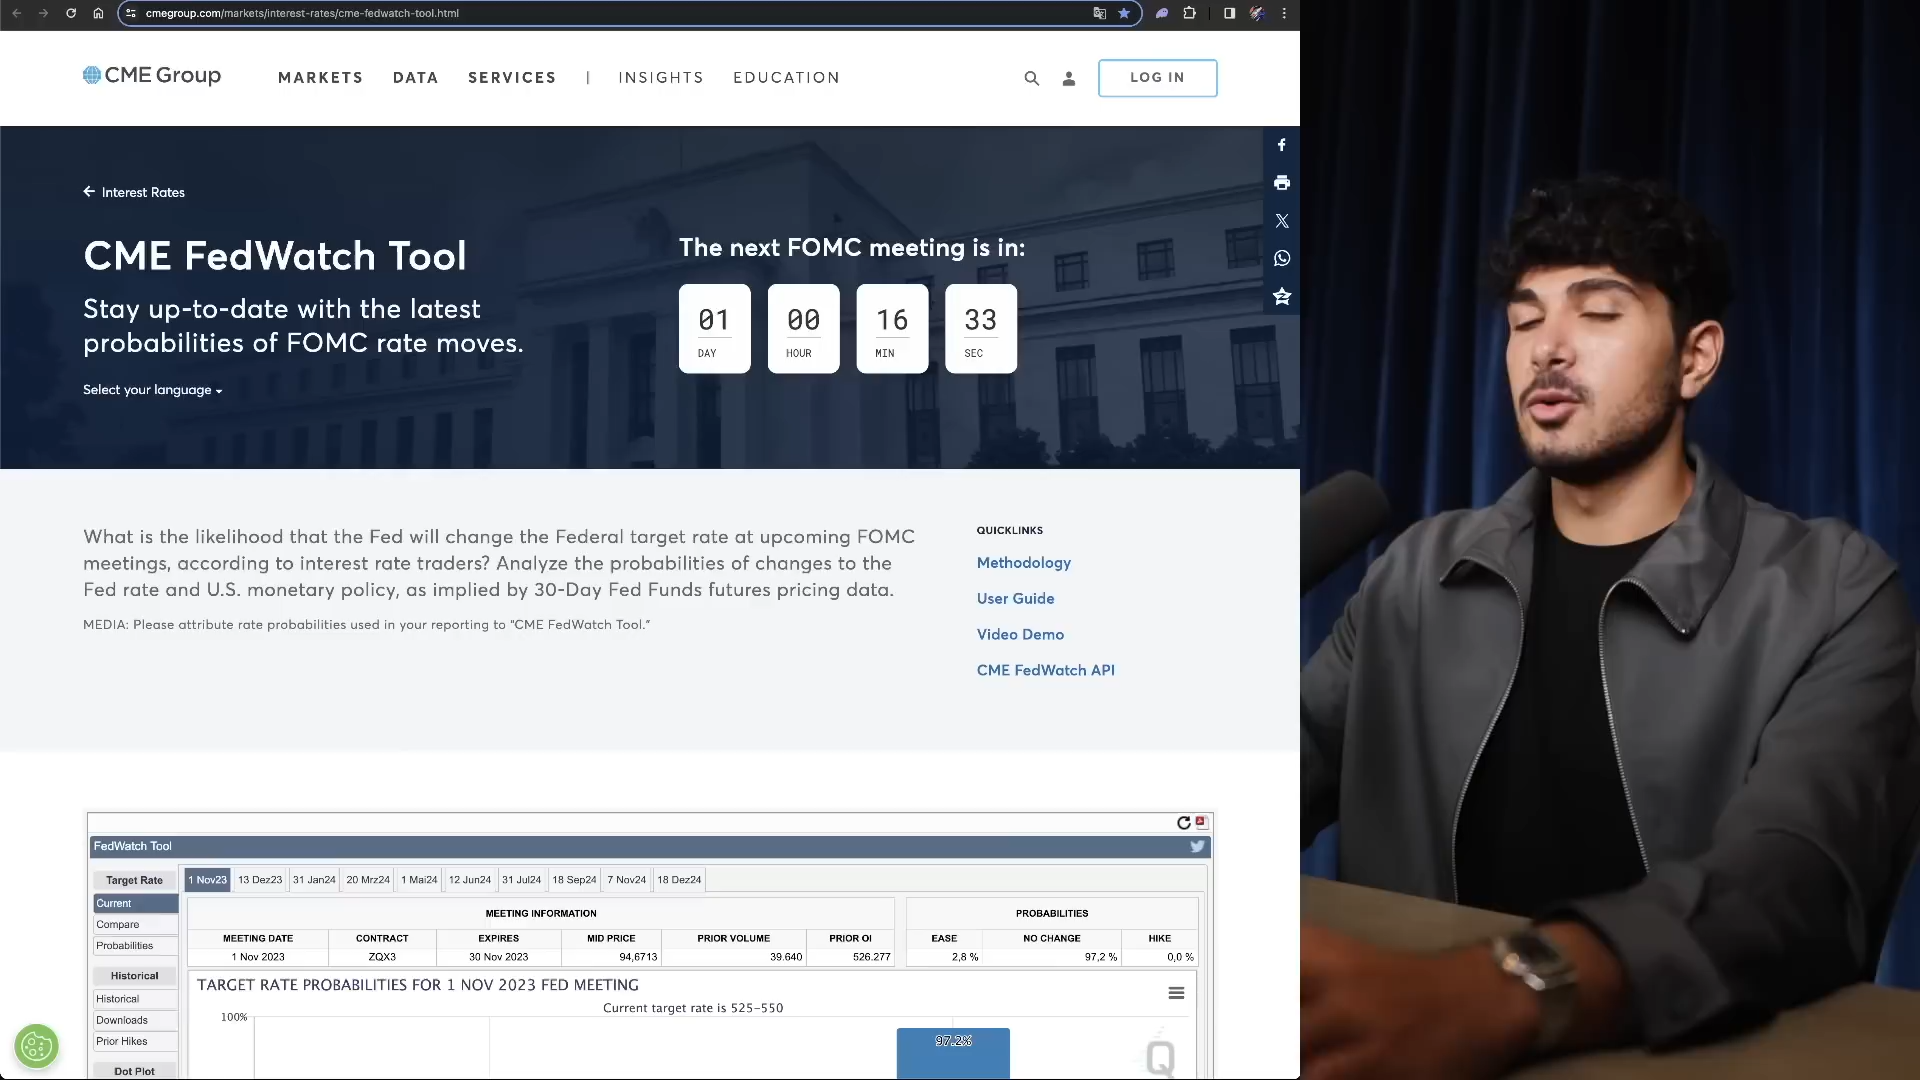 cmegroup.com/markets/interest-rates/cme-fedwatch-tool.html
CME Group
MARKETS DATA SERVICES | INSIGHTS EDUCATION
LOG IN
Interest Rates
CME FedWatch Tool
Stay up-to-date with the latest
probabilities of FOMC rate moves.
Select your language
The next FOMC meeting is in:
01 00 16 33
DAY HOUR MIN SEC
What is the likelihood that the Fed will change the Federal target rate at upcoming FOMC
meetings, according to interest rate traders? Analyze the probabilities of changes to the
Fed rate and U.S. monetary policy, as implied by 30-Day Fed Funds futures pricing data.
MEDIA: Please attribute rate probabilities used in your reporting to "CME FedWatch Tool."
QUICKLINKS
Methodology
User Guide
Video Demo
CME FedWatch API
FedWatch Tool
Target Rate
Current
Compare
Probabilities
Historical
Historical
Downloads
Prior Hikes
Dot Plot
1 Nov23 13 Dez23 31 Jan24 20 Mrz24 1 Mai24 12 Jun24 31 Jul24 18 Sep24 7 Nov24 18 Dez24
MEETING INFORMATION
MEETING DATE CONTRACT EXPIRES MID PRICE PRIOR VOLUME PRIOR OI
1 Nov 2023 ZQX3 30 Nov 2023 94,6713 39.640 526.277
PROBABILITIES
EASE NO CHANGE HIKE
2,8 % 97,2 % 0,0 %
TARGET RATE PROBABILITIES FOR 1 NOV 2023 FED MEETING
Current target rate is 525–550
100%
97.2%
Q